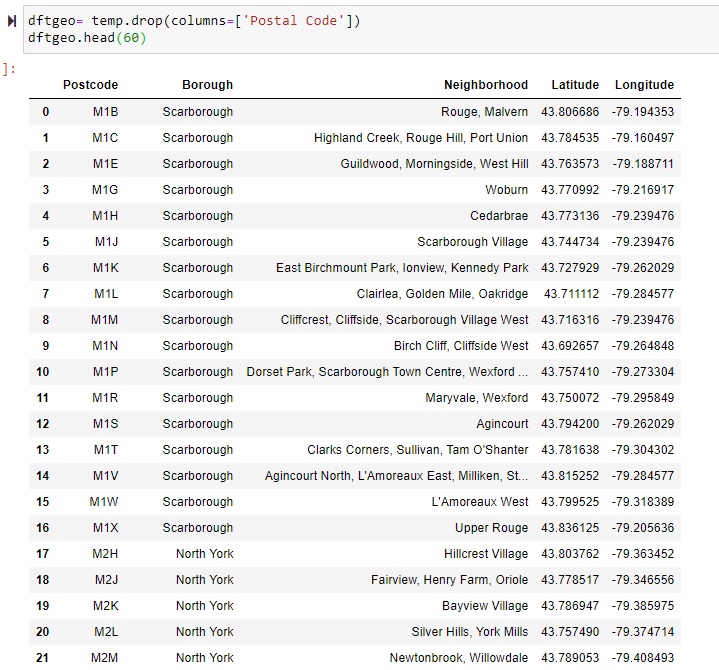 dftgeo= temp.drop(columns=['Postal Code'])
dftgeo.head(60)
]:
Postcode Borough Neighborhood Latitude Longitude
0 M1B Scarborough Rouge, Malvern 43.806686 -79.194353
1 M1C Scarborough Highland Creek, Rouge Hill, Port Union 43.784535 -79.160497
2 M1E Scarborough Guildwood, Morningside, West Hill 43.763573 -79.188711
3 M1G Scarborough Woburn 43.770992 -79.216917
4 M1H Scarborough Cedarbrae 43.773136 -79.239476
5 M1J Scarborough Scarborough Village 43.744734 -79.239476
6 M1K Scarborough East Birchmount Park, Ionview, Kennedy Park 43.727929 -79.262029
7 M1L Scarborough Clairlea, Golden Mile, Oakridge 43.711112 -79.284577
8 M1M Scarborough Cliffcrest, Cliffside, Scarborough Village West 43.716316 -79.239476
9 M1N Scarborough Birch Cliff, Cliffside West 43.692657 -79.264848
10 M1P Scarborough Dorset Park, Scarborough Town Centre, Wexford ... 43.757410 -79.273304
11 M1R Scarborough Maryvale, Wexford 43.750072 -79.295849
12 M1S Scarborough Agincourt 43.794200 -79.262029
13 M1T Scarborough Clarks Corners, Sullivan, Tam O'Shanter 43.781638 -79.304302
14 M1V Scarborough Agincourt North, L'Amoreaux East, Milliken, St... 43.815252 -79.284577
15 M1W Scarborough L'Amoreaux West 43.799525 -79.318389
16 M1X Scarborough Upper Rouge 43.836125 -79.205636
17 M2H North York Hillcrest Village 43.803762 -79.363452
18 M2J North York Fairview, Henry Farm, Oriole 43.778517 -79.346556
19 M2K North York Bayview Village 43.786947 -79.385975
20 M2L North York Silver Hills, York Mills 43.757490 -79.374714
21 M2M North York Newtonbrook, Willowdale 43.789053 -79.408493